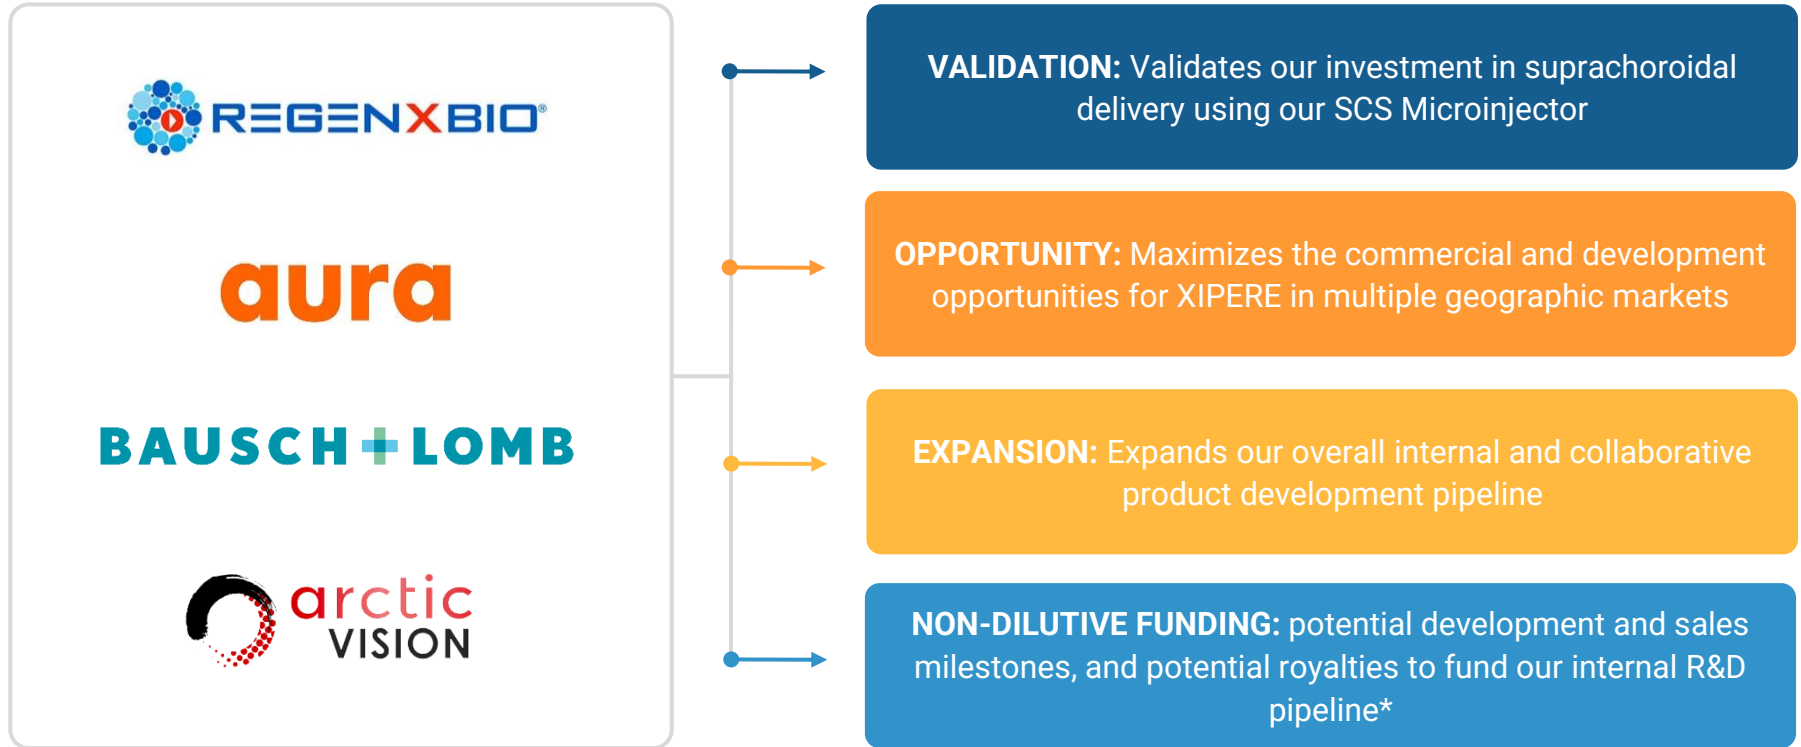 REGENXBIO®
aura
BAUSCH + LOMB
arctic
VISION
VALIDATION: Validates our investment in suprachoroidal
delivery using our SCS Microinjector
OPPORTUNITY: Maximizes the commercial and development
opportunities for XIPERE in multiple geographic markets
EXPANSION: Expands our overall internal and collaborative
product development pipeline
NON-DILUTIVE FUNDING: potential development and sales
milestones, and potential royalties to fund our internal R&D
pipeline*